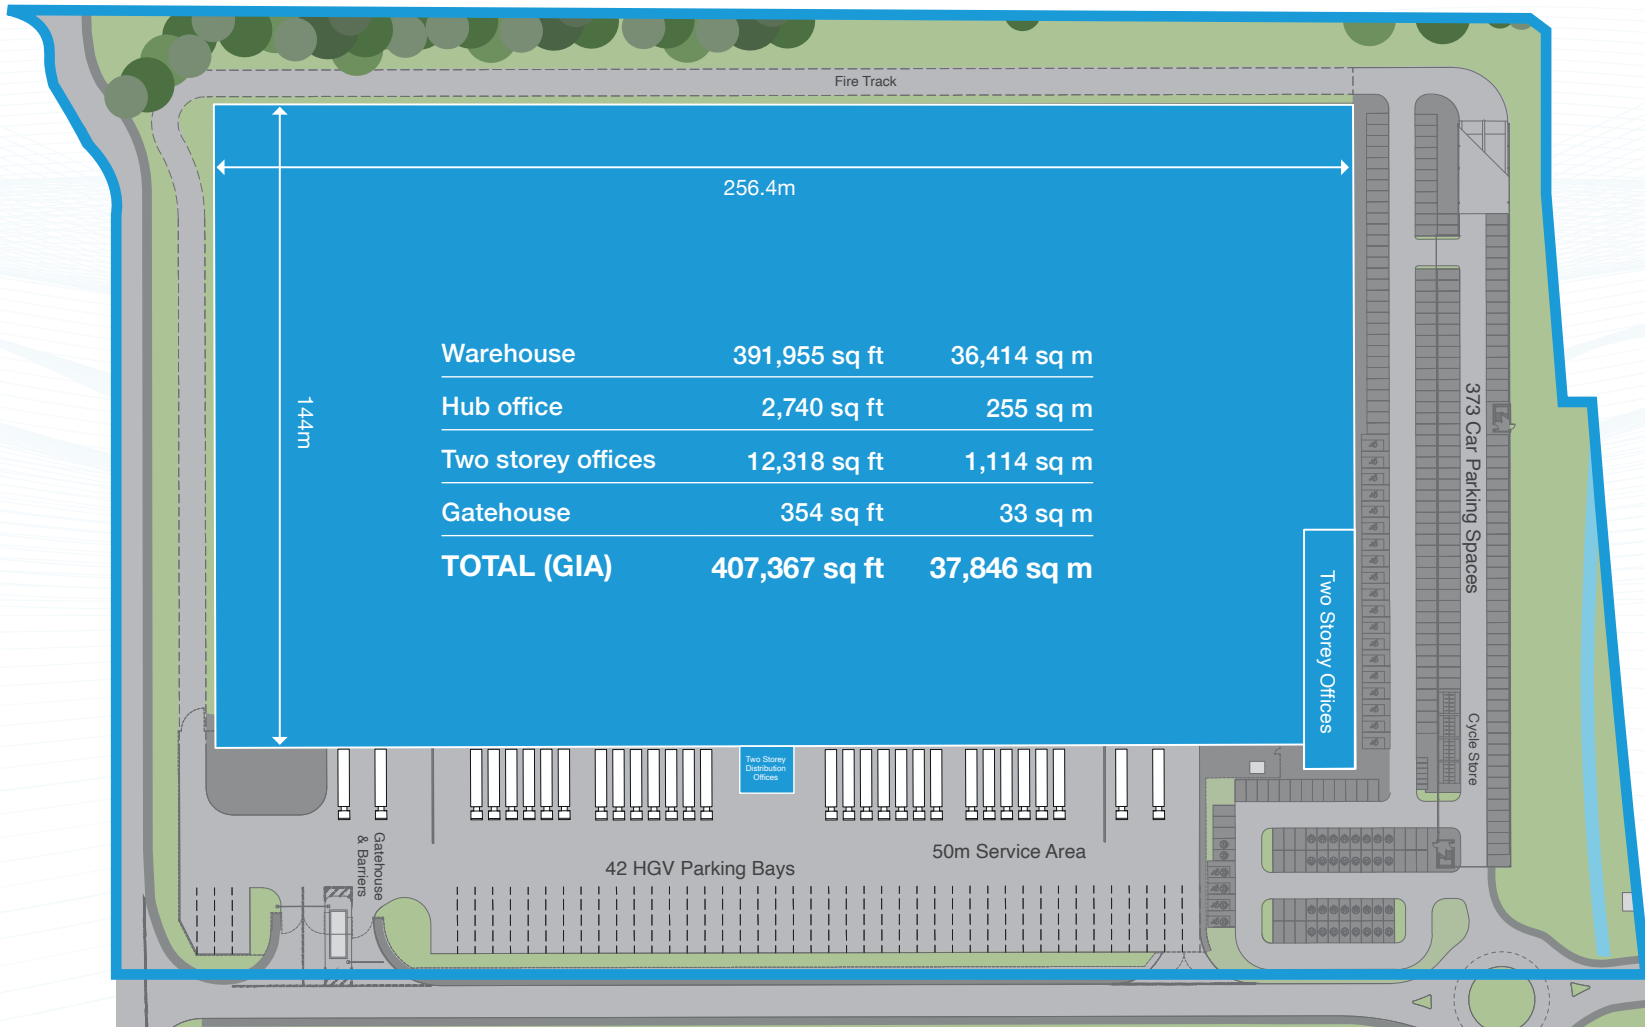 Fire Track
256.4m
144m
Warehouse 391,955 sq ft 36,414 sq m
Hub office 2,740 sq ft 255 sq m
Two storey offices 12,318 sq ft 1,114 sq m
Gatehouse 354 sq ft 33 sq m
TOTAL (GIA) 407,367 sq ft 37,846 sq m
373 Car Parking Spaces
Two Storey Offices
Cycle Store
Two Storey
Distribution
Offices
Gatehouse
& Barriers
42 HGV Parking Bays
50m Service Area